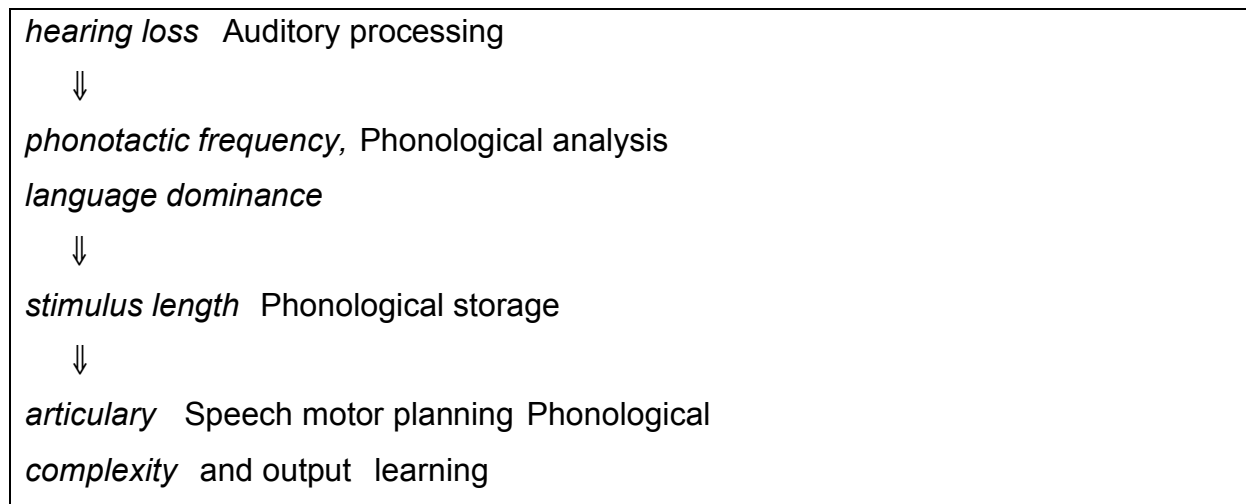 hearing loss Auditory processing
⇓
phonotactic frequency, Phonological analysis
language dominance
⇓
stimulus length Phonological storage
⇓
articulary Speech motor planning Phonological
complexity and output learning